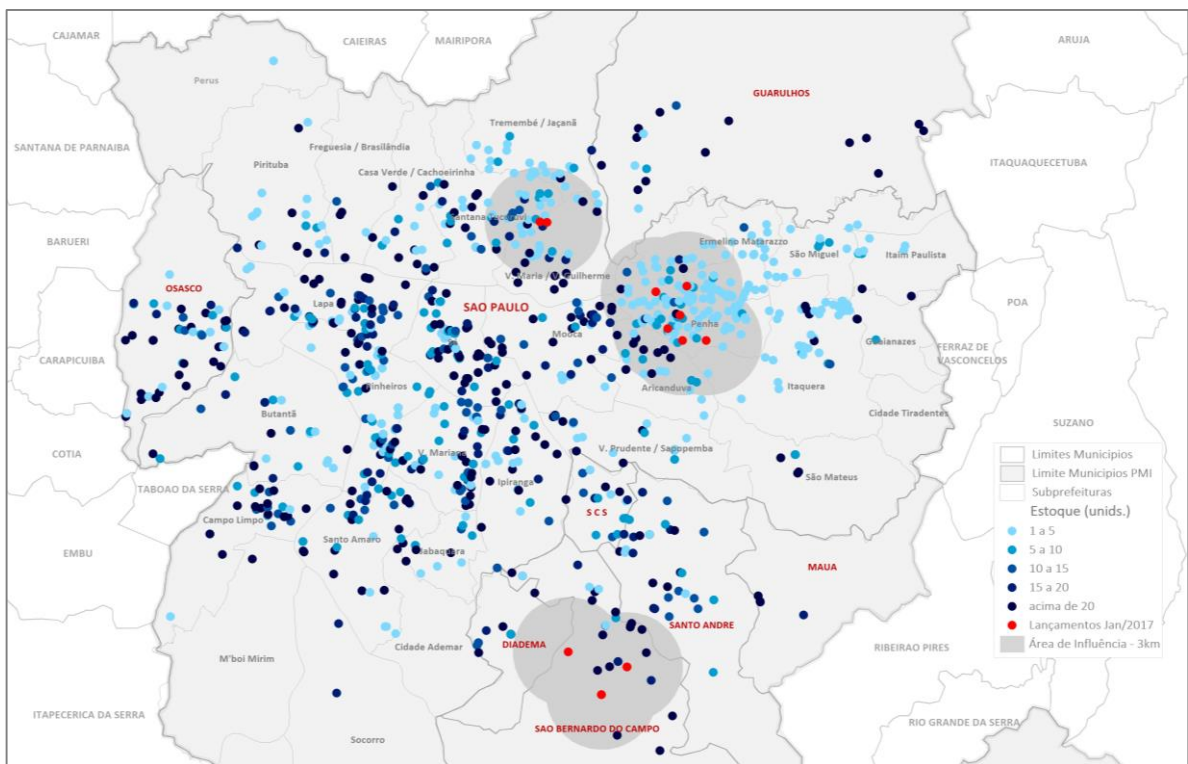 CAJAMAR
CAIEIRAS
MAIRIPORA
ARUJA
Perus
GUARULHOS
Tremembé / Jaçanã
SANTANA DE PARNAIBA
Freguesia / Brasilândia
Pirituba
ITAQUAQUECETUBA
Casa Verde / Cachoeirinha
BARUERI
Ermelino Matarazzo
São Miguel
Itaim Paulista
V. Maria / V. Guilherme
OSASCO
POA
Lapa
SAO PAULO
Penha
Mooca
CARAPICUIBA
FERRAZ DE
VASCONCELOS
Pinheiros
Aricanduva
Itaquera
Butantã
Cidade Tiradentes
SUZANO
COTIA
V. Mariana
V. Prudente / Sapopemba
Ipiranga
São Mateus
TABOAO DA SERRA
S C S
Campo Limpo
Santo Amaro
EMBU
MAUA
SANTO ANDRE
DIADEMA
Cidade Ademar
RIBEIRAO PIRES
M'boi Mirim
ITAPECERICA DA SERRA
SAO BERNARDO DO CAMPO
RIO GRANDE DA SERRA
Socorro
Limites Municípios
Limite Municípios PMI
Subprefeituras
Estoque (unids.)
1 a 5
5 a 10
10 a 15
15 a 20
acima de 20
Lançamentos Jan/2017
Área de Influência - 3km